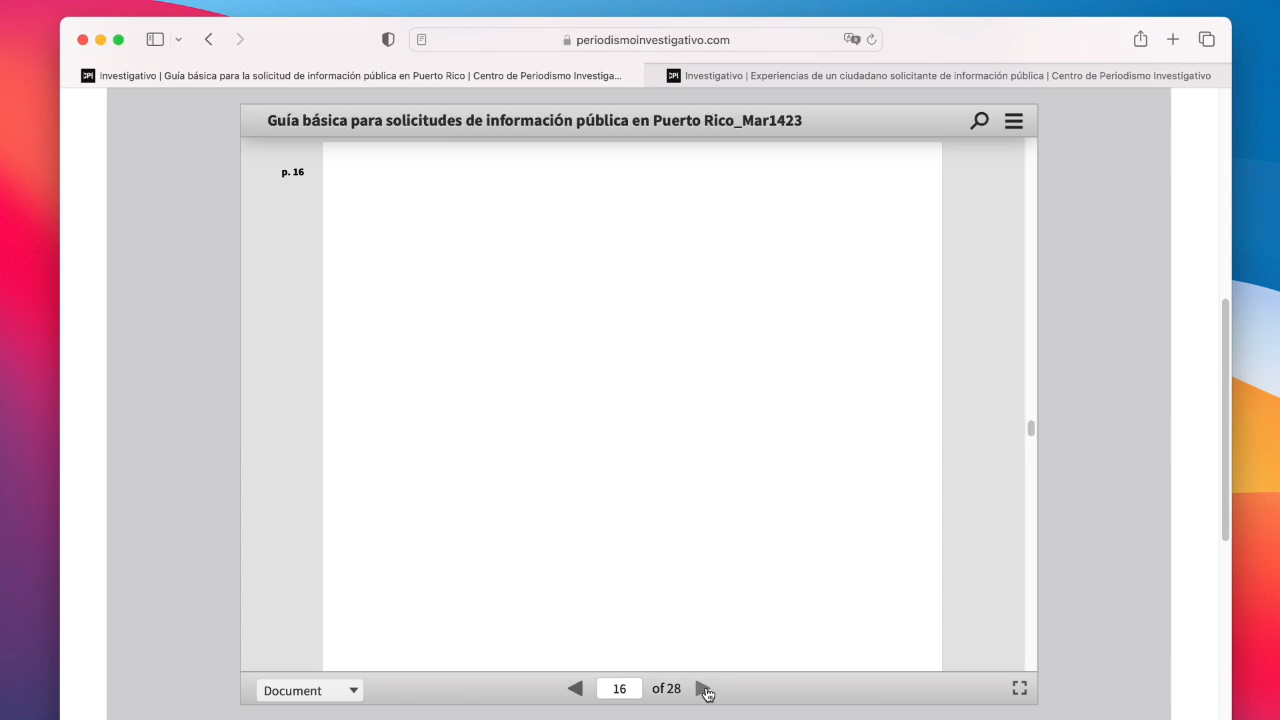 periodismoinvestigativo.com
CPI Investigativo | Guía básica para la solicitud de información pública en Puerto Rico | Centro de Periodismo Investiga...
CPI Investigativo | Experiencias de un ciudadano solicitante de información pública | Centro de Periodismo Investigativo
Guía básica para solicitudes de información pública en Puerto Rico_Mar1423
p. 16
Document
16 of 28